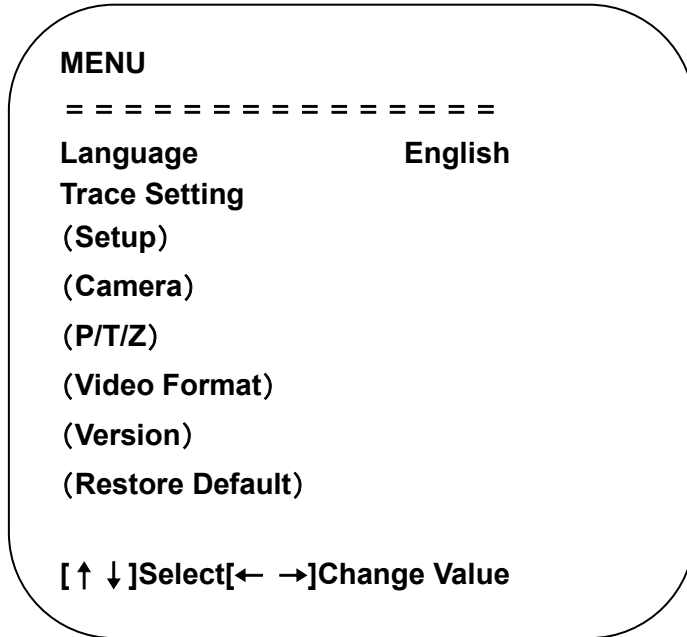 MENU
= = = = = = = = = = = = = = =
Language English
Trace Setting
（Setup）
（Camera）
（P/T/Z）
（Video Format）
（Version）
（Restore Default）
[↑ ↓]Select[← →]Change Value